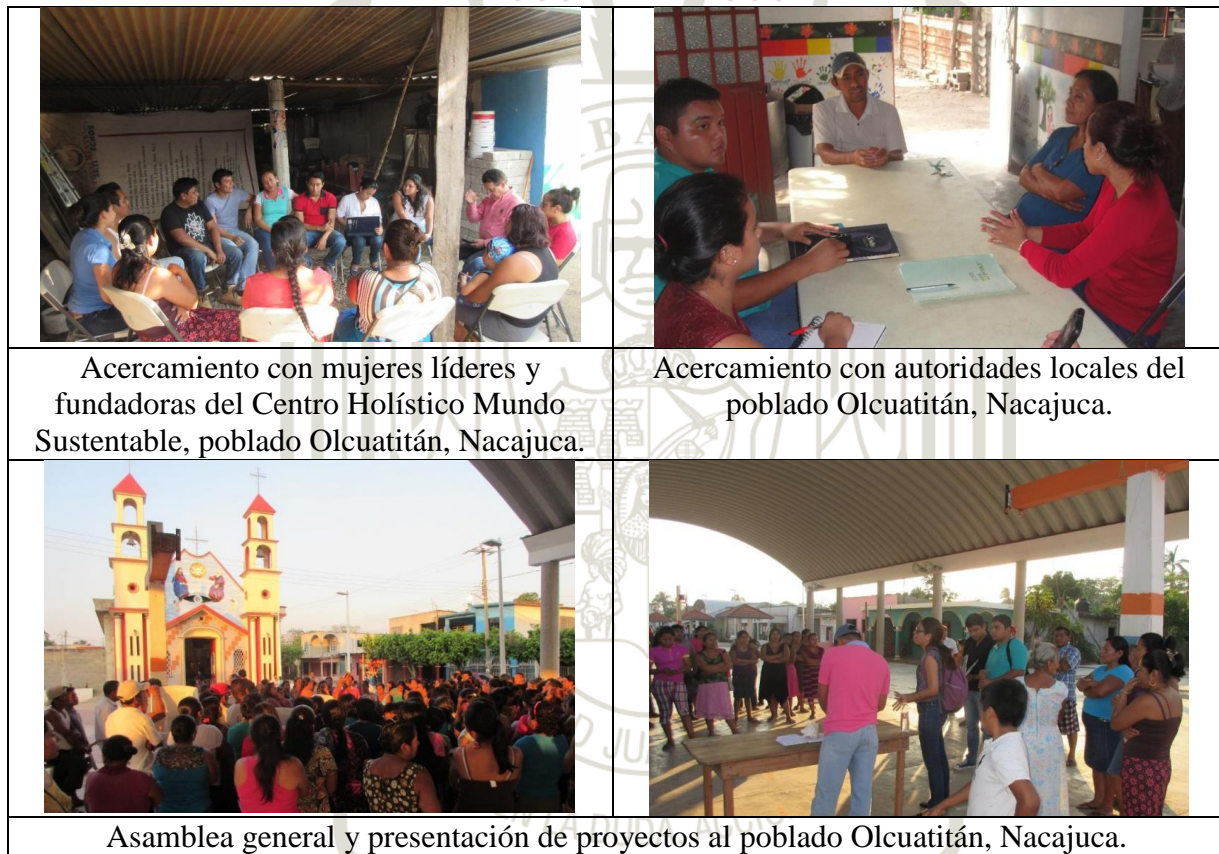 Acercamiento con mujeres líderes y
fundadoras del Centro Holístico Mundo
Sustentable, poblado Olcuatitán, Nacajuca.
Acercamiento con autoridades locales del
poblado Olcuatitán, Nacajuca.
Asamblea general y presentación de proyectos al poblado Olcuatitán, Nacajuca.